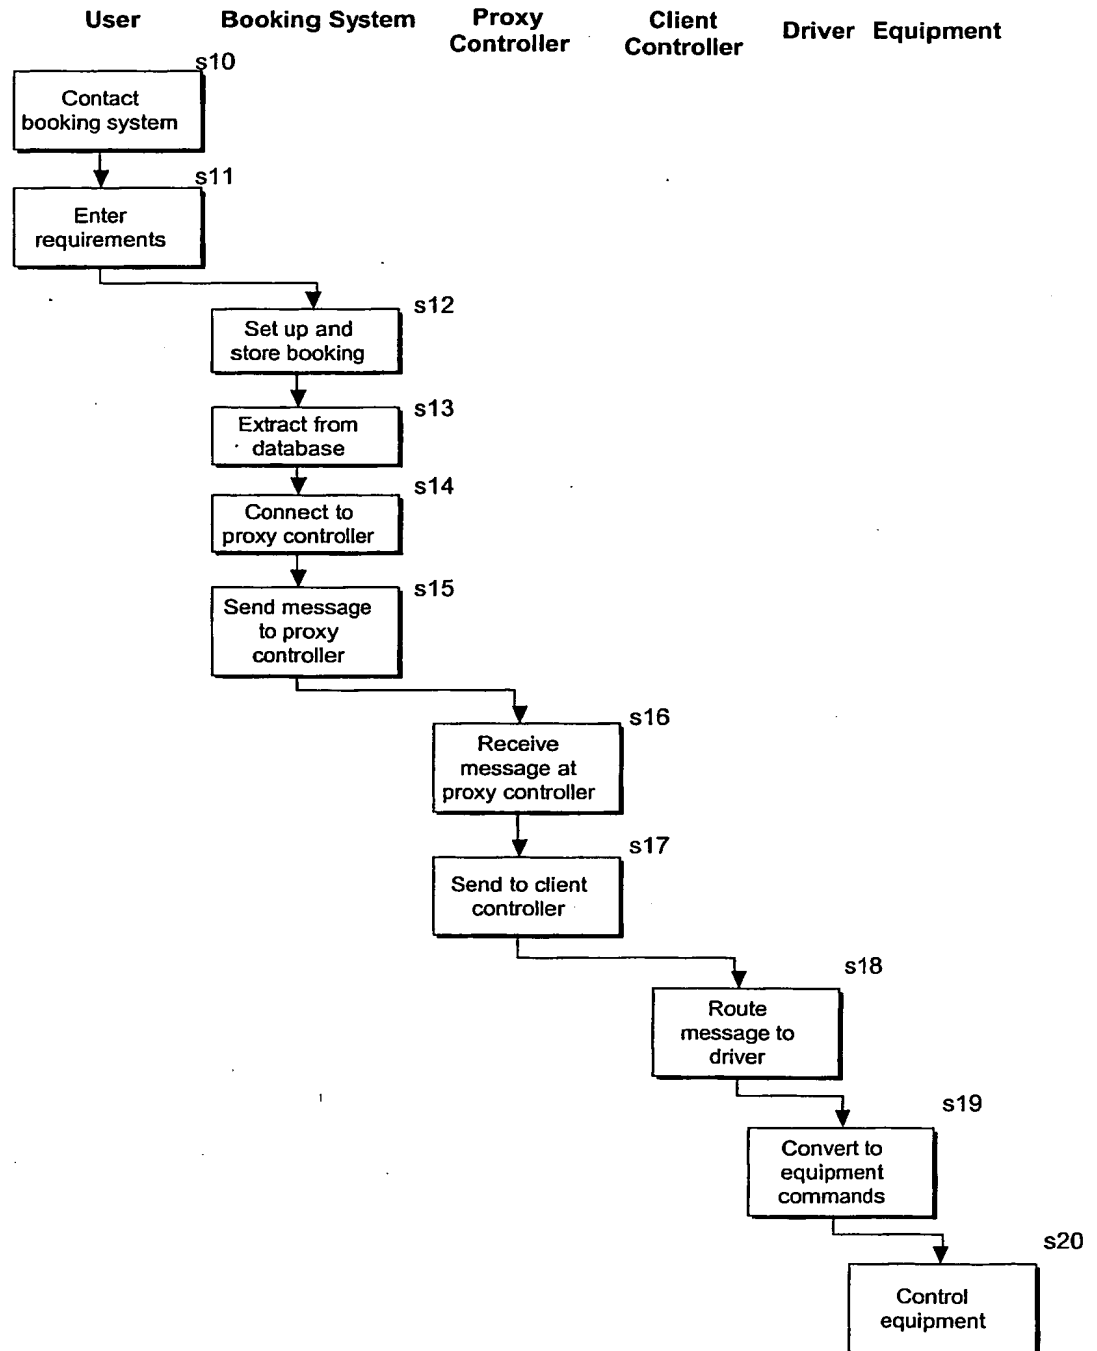 User
Booking System
Proxy
Controller
Client
Controller
Driver
Equipment
s10
Contact
booking system
s11
Enter
requirements
s12
Set up and
store booking
s13
Extract from
database
s14
Connect to
proxy controller
s15
Send message
to proxy
controller
s16
Receive
message at
proxy controller
s17
Send to client
controller
s18
Route
message to
driver
s19
Convert to
equipment
commands
s20
Control
equipment